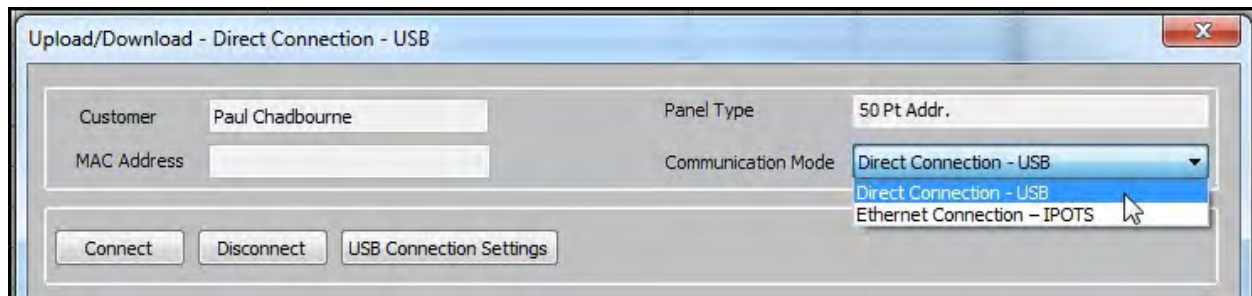 Upload/Download - Direct Connection - USB
Customer Paul Chadbourne Panel Type 50 Pt Addr.
MAC Address Communication Mode Direct Connection - USB
Direct Connection - USB
Ethernet Connection – IPOTS
Connect Disconnect USB Connection Settings